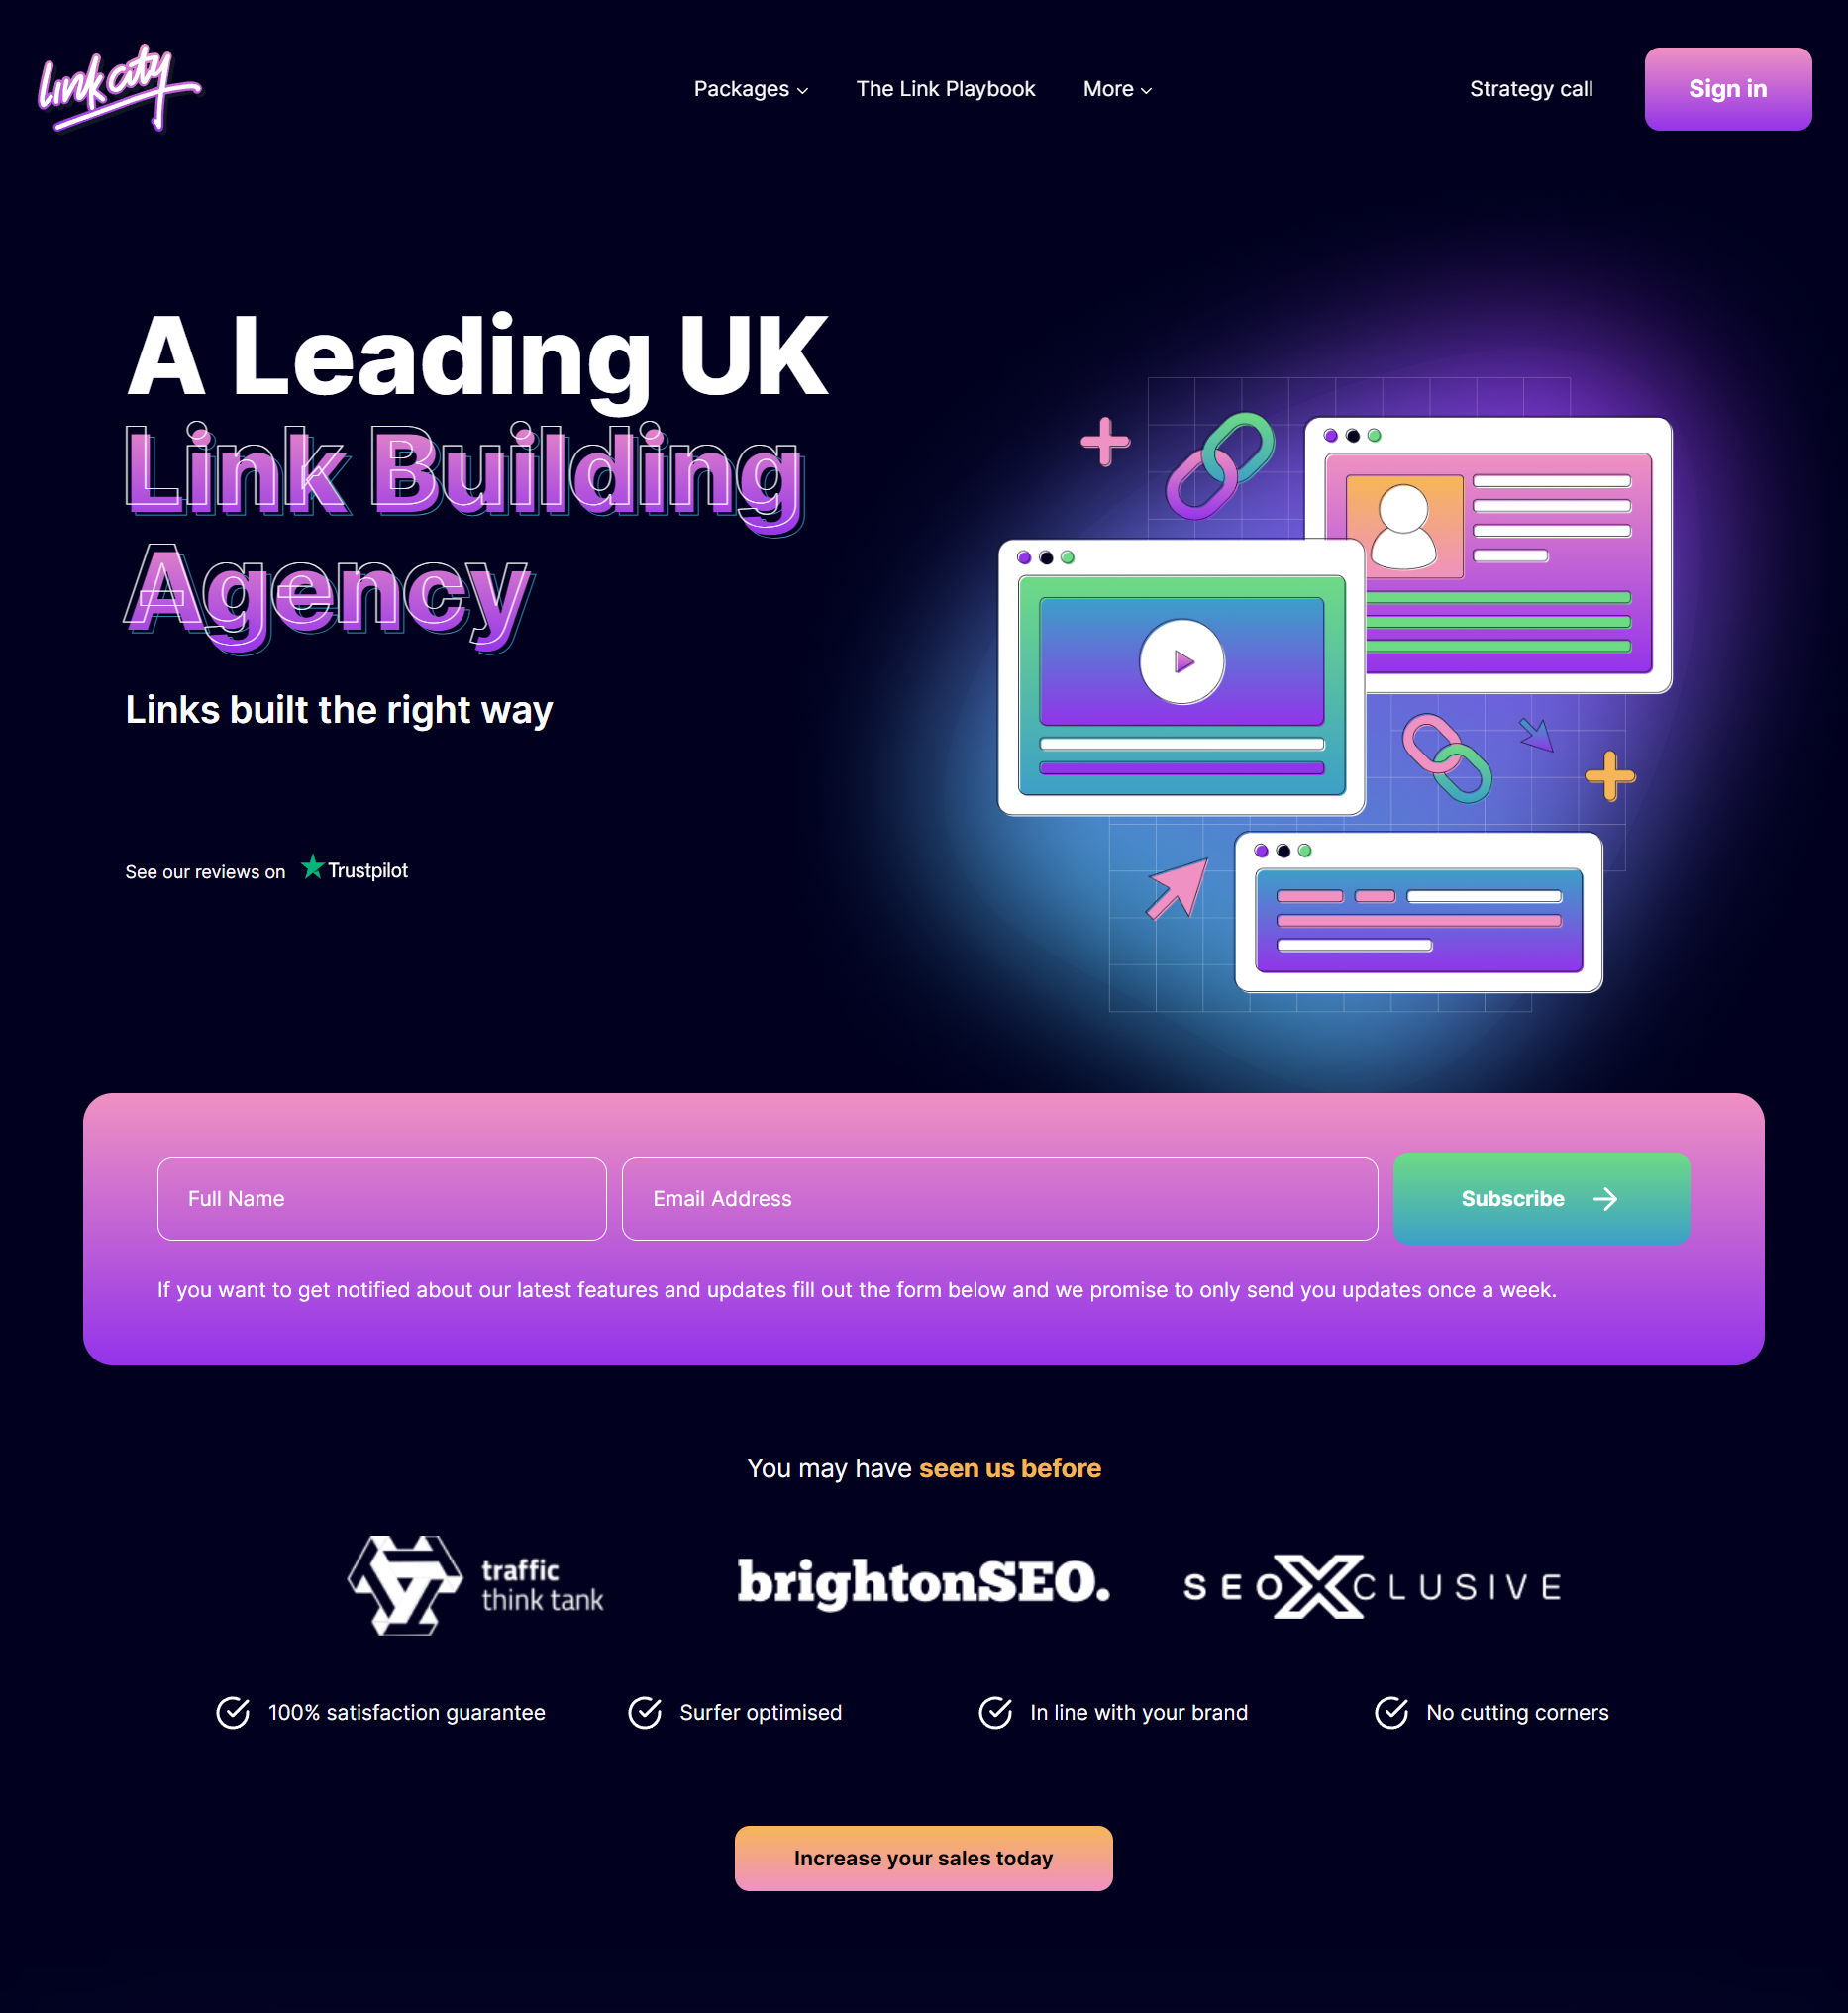 Link city
Packages
The Link Playbook
More
Strategy call
Sign in
A Leading UK
Link Building
Agency
Links built the right way
See our reviews on Trustpilot
Full Name
Email Address
Subscribe
If you want to get notified about our latest features and updates fill out the form below and we promise to only send you updates once a week.
You may have seen us before
traffic
think tank
brightonSEO.
SEOXCLUSIVE
100% satisfaction guarantee
Surfer optimised
In line with your brand
No cutting corners
Increase your sales today